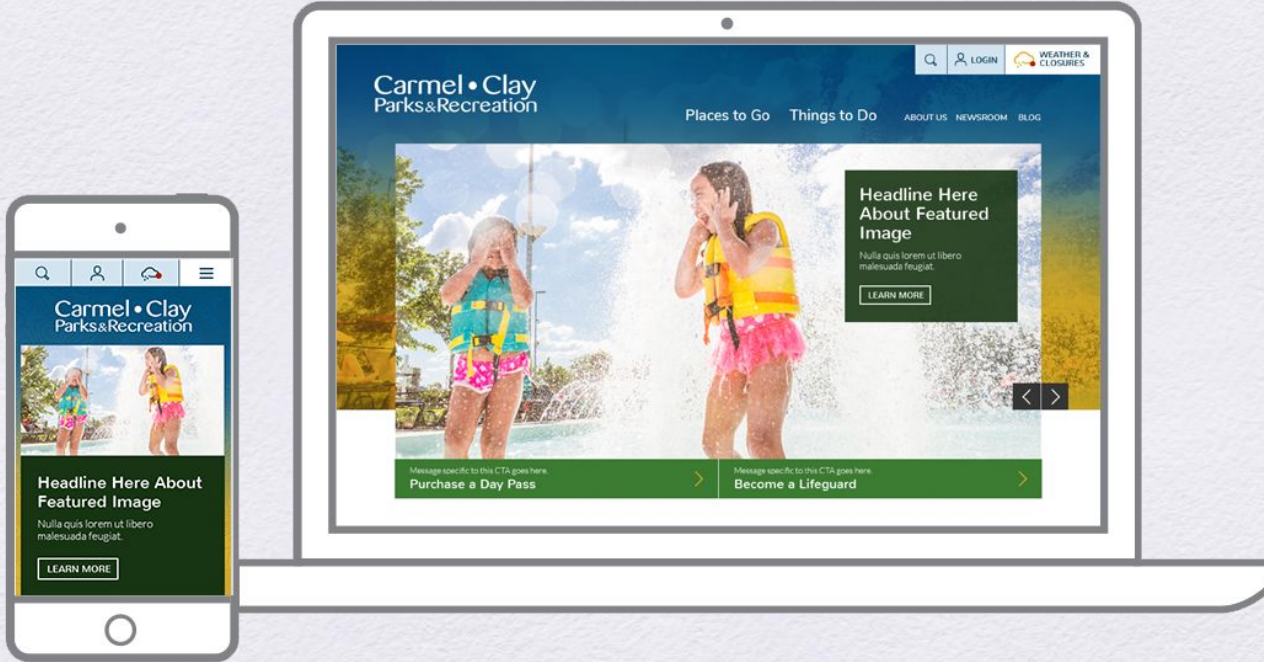 WEATHER &
LOGIN
CLOSURES
Carmel • Clay
Parks&Recreation
Places to Go Things to Do ABOUT US NEWSROOM BLOG
Headline Here
About Featured
Image
Nulla quis lorem ut libero
malesuada feugiat.
LEARN MORE
Message specific to this CTA goes here.
Purchase a Day Pass
Message specific to this CTA goes here.
Become a Lifeguard
Carmel • Clay
Parks&Recreation
Headline Here About
Featured Image
Nulla quis lorem ut libero
malesuada feugiat.
LEARN MORE